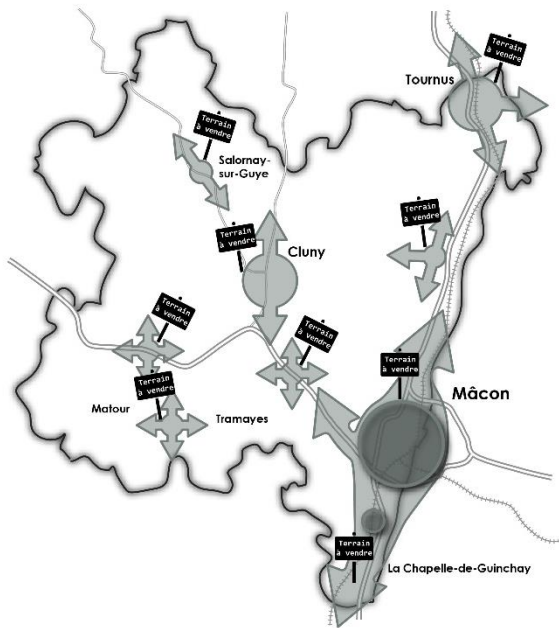 Terrain
à vendre
Tournus
Terrain
à vendre
Salornay-
sur-Guye
Terrain
à vendre
Terrain
à vendre
Cluny
Terrain
à vendre
Terrain
à vendre
Terrain
à vendre
Terrain
à vendre
Mâcon
Matour
Tramayes
Terrain
à vendre
La Chapelle-de-Guinchay